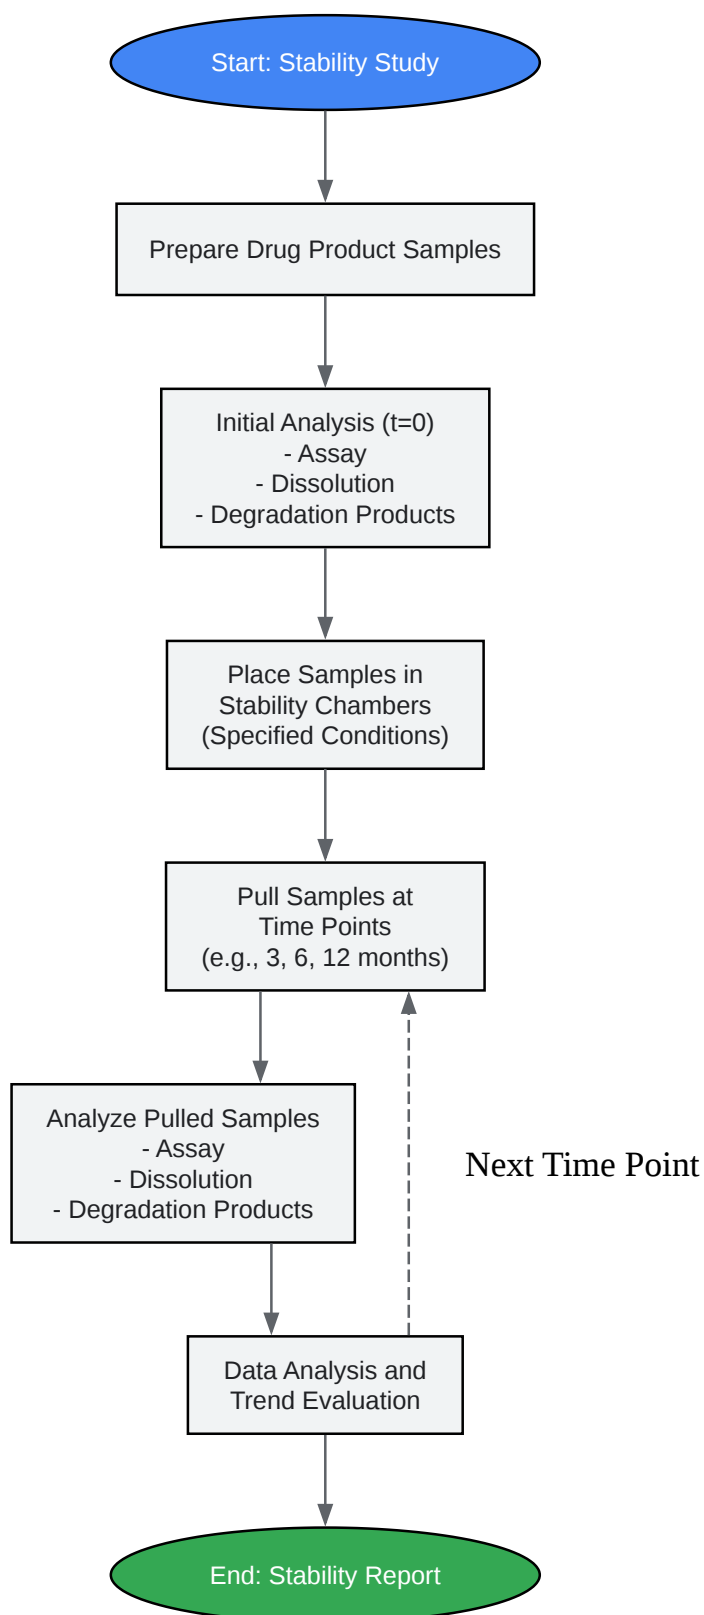 Start: Stability Study
Prepare Drug Product Samples
Initial Analysis (t=0)
- Assay
- Dissolution
- Degradation Products
Place Samples in
Stability Chambers
(Specified Conditions)
Pull Samples at
Time Points
(e.g., 3, 6, 12 months)
Analyze Pulled Samples
- Assay
- Dissolution
- Degradation Products
Next Time Point
Data Analysis and
Trend Evaluation
End: Stability Report